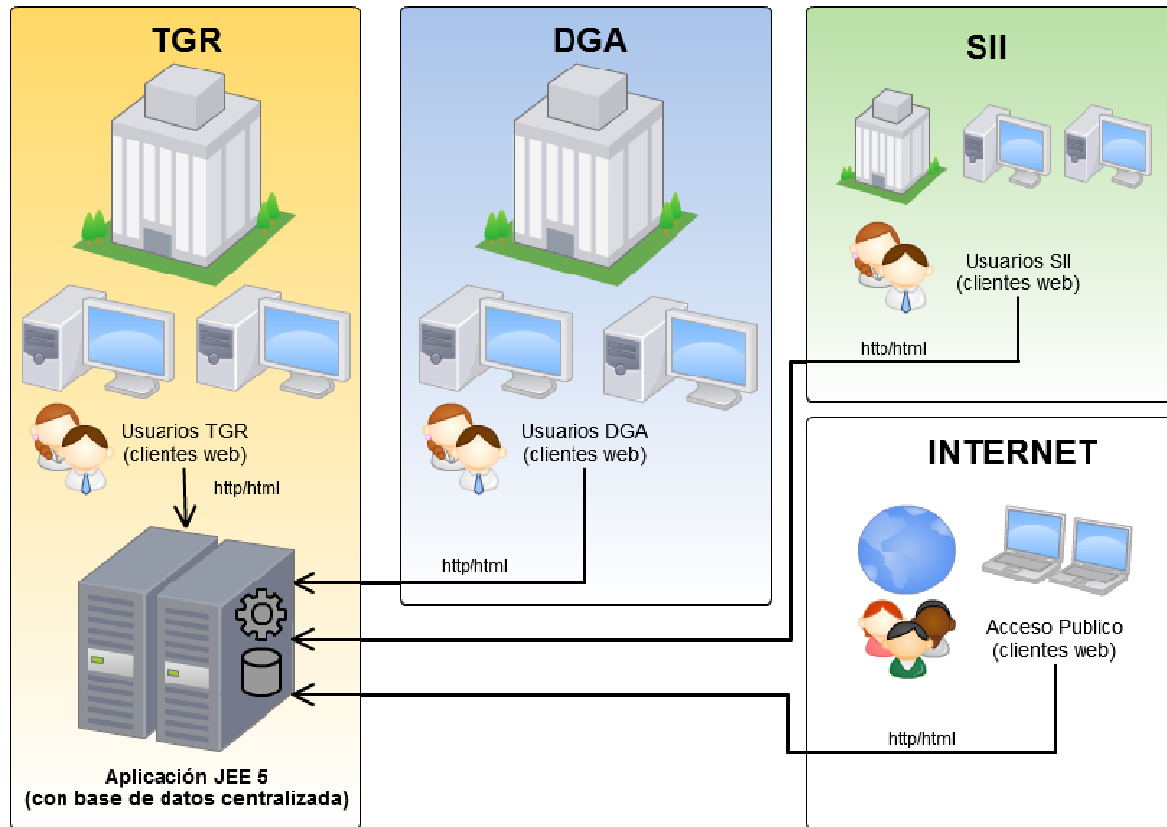 TGR
Usuarios TGR
(clientes web)
http/html
Aplicación JEE 5
(con base de datos centralizada)
DGA
Usuarios DGA
(clientes web)
http/html
SII
Usuarios SII
(clientes web)
http/html
INTERNET
Acceso Publico
(clientes web)
http/html